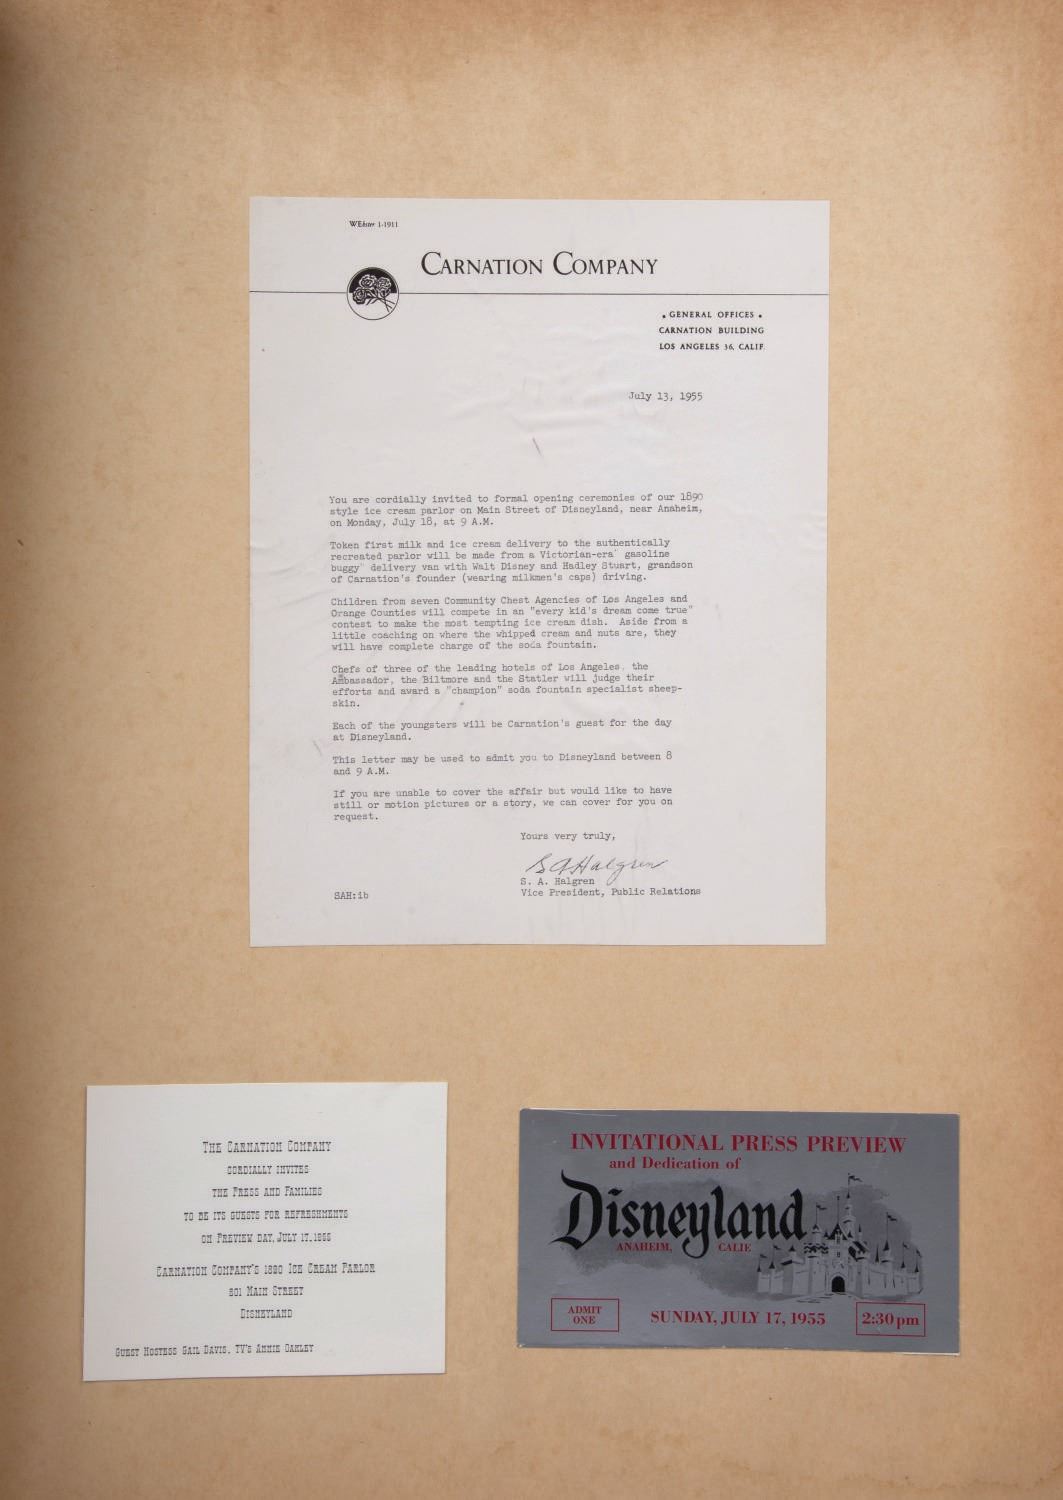 WEbster 1-1911
CARNATION COMPANY
• GENERAL OFFICES •
CARNATION BUILDING
LOS ANGELES 36, CALIF.
July 13, 1955
You are cordially invited to formal opening ceremonies of our 1890
style ice cream parlor on Main Street of Disneyland, near Anaheim,
on Monday, July 18, at 9 A.M.
Token first milk and ice cream delivery to the authentically
recreated parlor will be made from a Victorian-era" gasoline
buggy" delivery van with Walt Disney and Hadley Stuart, grandson
of Carnation's founder (wearing milkmen's caps) driving.
Children from seven Community Chest Agencies of Los Angeles and
Orange Counties will compete in an "every kid's dream come true"
contest to make the most tempting ice cream dish. Aside from a
little coaching on where the whipped cream and nuts are, they
will have complete charge of the soda fountain.
Chefs of three of the leading hotels of Los Angeles, the
Ambassador, the Biltmore and the Statler will judge their
efforts and award a "champion" soda fountain specialist sheep-
skin.
Each of the youngsters will be Carnation's guest for the day
at Disneyland.
This letter may be used to admit you to Disneyland between 8
and 9 A.M.
If you are unable to cover the affair but would like to have
still or motion pictures or a story, we can cover for you on
request.
Yours very truly,
S A Halgren
S. A. Halgren
Vice President, Public Relations
SAH:ib
THE CARNATION COMPANY
CORDIALLY INVITES
THE PRESS AND FAMILIES
TO BE ITS GUESTS FOR REFRESHMENTS
ON PREVIEW DAY, JULY 17, 1955
CARNATION COMPANY'S 1890 ICE CREAM PARLOR
201 MAIN STREET
DISNEYLAND
GUEST HOSTESS GAIL DAVIS, TV'S ANNIE OAKLEY
INVITATIONAL PRESS PREVIEW
and Dedication of
Disneyland
ANAHEIM, CALIF.
ADMIT
ONE
SUNDAY, JULY 17, 1955
2:30 pm